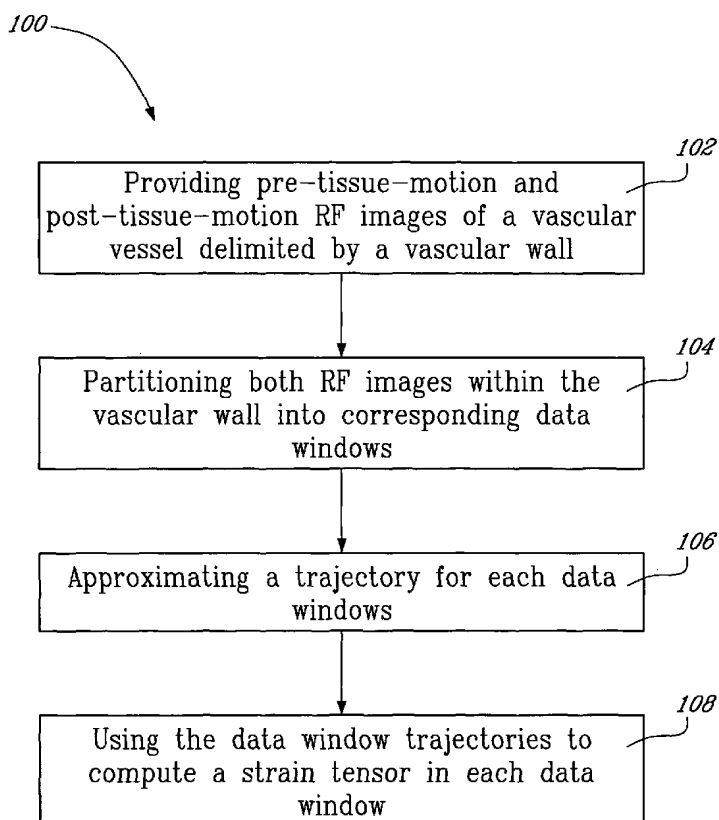 100
102
Providing pre-tissue-motion and
post-tissue-motion RF images of a vascular
vessel delimited by a vascular wall
104
Partitioning both RF images within the
vascular wall into corresponding data
windows
106
Approximating a trajectory for each data
windows
108
Using the data window trajectories to
compute a strain tensor in each data
window